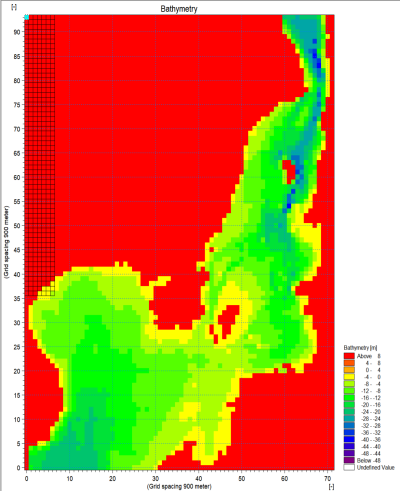 [-]
Bathymetry
90
85
80
75
70
65
60
55
50
45
40
35
30
25
20
15
10
5
0
(Grid spacing 900 meter)
0 10 20 30 40 50 60 70
(Grid spacing 900 meter) [-]
Bathymetry [m]
Above 8
4 - 8
0 - 4
-4 - 0
-8 - -4
-12 - -8
-16 - -12
-20 - -16
-24 - -20
-28 - -24
-32 - -28
-36 - -32
-40 - -36
-44 - -40
-48 - -44
Below -48
Undefined Value